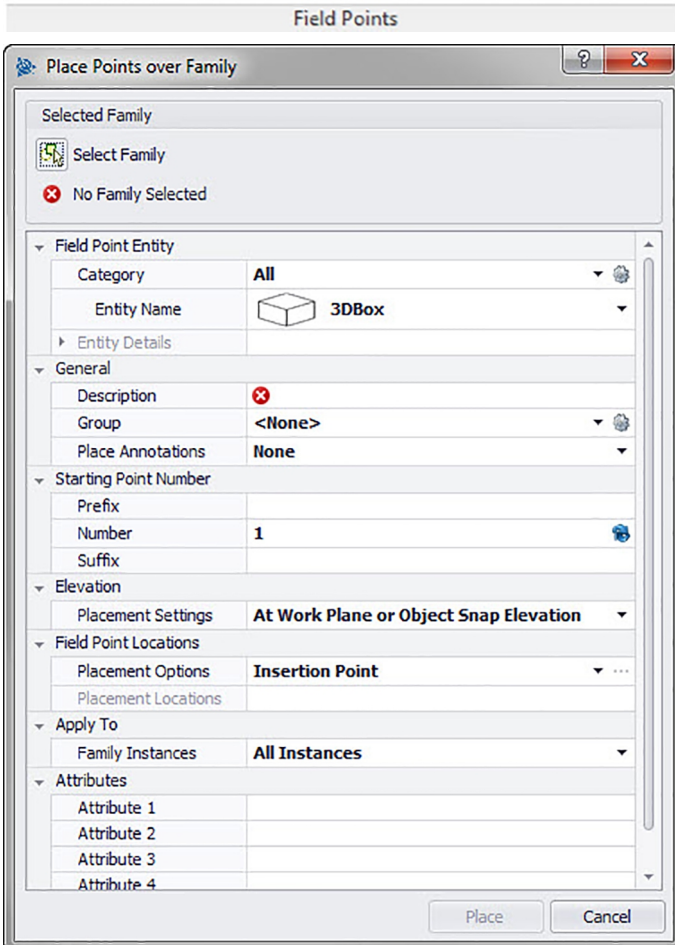 Field Points
Place Points over Family
?
Selected Family
Select Family
No Family Selected
Field Point Entity
Category All
Entity Name 3DBox
Entity Details
General
Description
Group <None>
Place Annotations None
Starting Point Number
Prefix
Number 1
Suffix
Elevation
Placement Settings At Work Plane or Object Snap Elevation
Field Point Locations
Placement Options Insertion Point ...
Placement Locations
Apply To
Family Instances All Instances
Attributes
Attribute 1
Attribute 2
Attribute 3
Attribute 4
Place Cancel